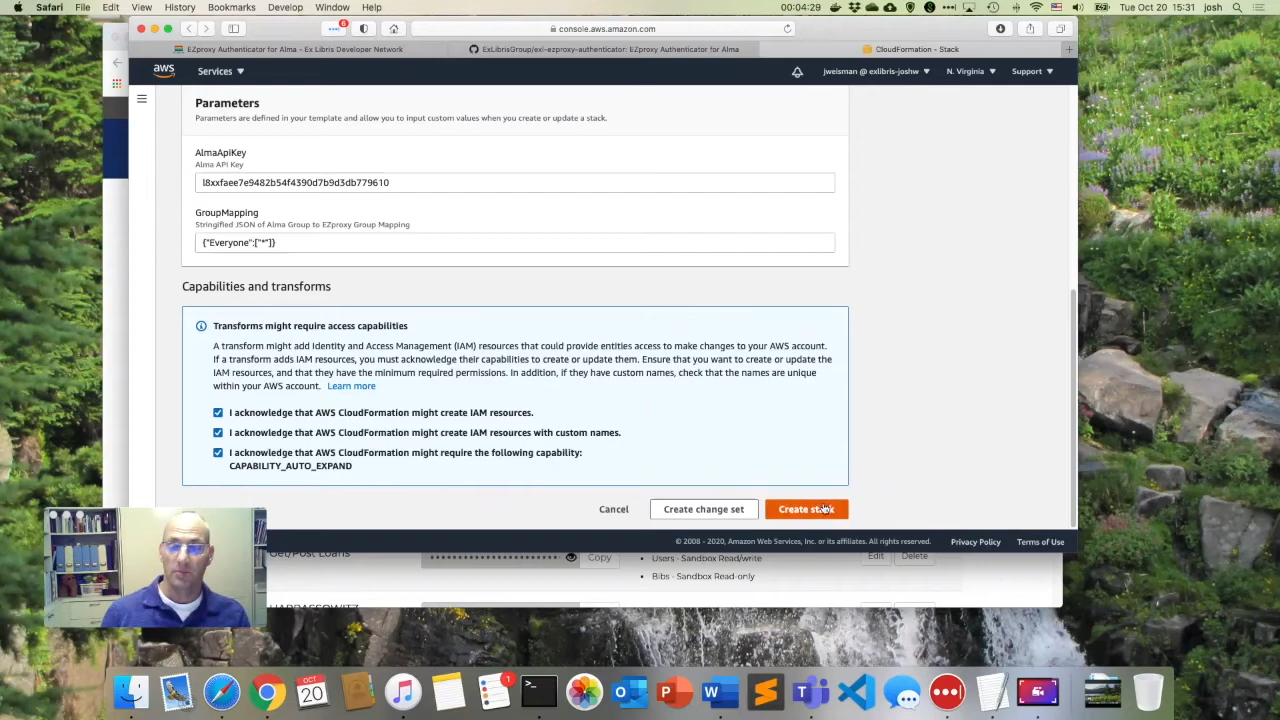 Safari File Edit View History Bookmarks Window Help 00:04:28 Tue Oct 20 15:31 joshw
6
console.aws.amazon.com
EZproxy Authenticator for Alma - Ex Libris Developer Network
ExLibrisGroup/exl-ezproxy-authenticator: EZproxy Authenticator for Alma
CloudFormation - Stack
aws Services jweisman @ exlibris-joshw N. Virginia Support
Parameters
Parameters are defined in your template and allow you to input custom values when you create or update a stack.
AlmaApiKey
Alma API Key
l8xxfaee7e9482b54f4390d7b9d3db779610
GroupMapping
Stringified JSON of Alma Group to EZproxy Group Mapping
{"Everyone":["*"]}
Capabilities and transforms
Transforms might require access capabilities
A transform might add Identity and Access Management (IAM) resources that could provide entities access to make changes to your AWS account.
If a transform adds IAM resources, you must acknowledge their capabilities to create or update them. Ensure that you want to create or update the
IAM resources, and that they have the minimum required permissions. In addition, if they have custom names, check that the names are unique
within your AWS account. Learn more
I acknowledge that AWS CloudFormation might create IAM resources.
I acknowledge that AWS CloudFormation might create IAM resources with custom names.
I acknowledge that AWS CloudFormation might require the following capability:
CAPABILITY_AUTO_EXPAND
Cancel Create change set Create stack
© 2008 - 2020, Amazon Web Services, Inc. or its affiliates. All rights reserved. Privacy Policy Terms of Use
Get/Post Loans Copy Users - Sandbox Read/write Edit Delete
Bibs - Sandbox Read-only
HARRASSOWITZ
OCT
20
1